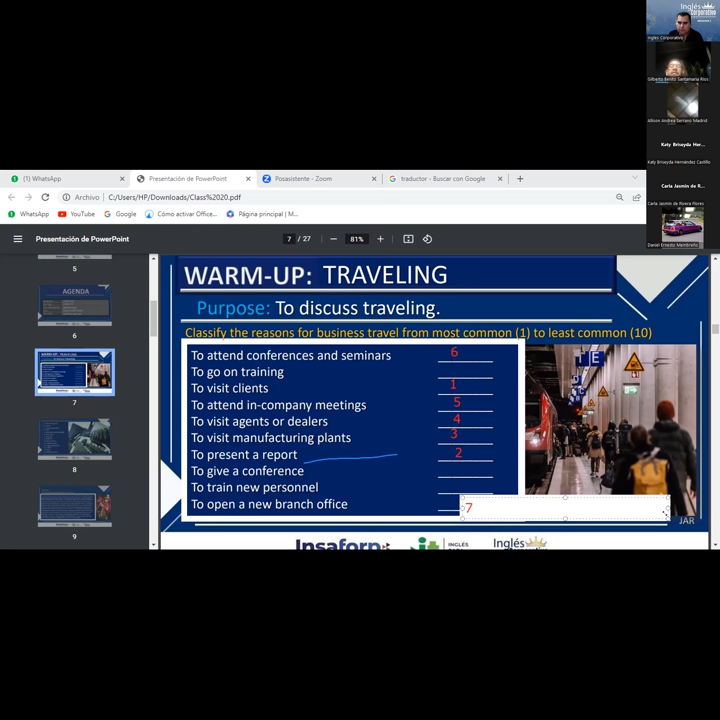 Inglés
Corporativo
Ingles Corporativo
Gilberto Benito Santamaria Rios
Allison Andrea Serrano Madrid
Katy Briseyda Her...
Katy Briseyda Hernández Castillo
Carla Jasmin de...
Carla Jasmin de Rivera Flores
Daniel Ernesto Membreño
(1) WhatsApp
Presentación de PowerPoint
Posasistente - Zoom
traductor - Buscar con Google
Archivo
C:/Users/HP/Downloads/Class%2020.pdf
WhatsApp
YouTube
Google
Cómo activar Office...
Página principal | M...
Presentación de PowerPoint
7 / 27
81%
5
AGENDA
6
7
8
9
WARM-UP: TRAVELING
Purpose: To discuss traveling.
Classify the reasons for business travel from most common (1) to least common (10)
To attend conferences and seminars 6
To go on training
To visit clients 1
To attend in-company meetings 5
To visit agents or dealers 4
To visit manufacturing plants 3
To present a report 2
To give a conference
To train new personnel
To open a new branch office 7
JAR
Insaforp
INGLÉS
Inglés